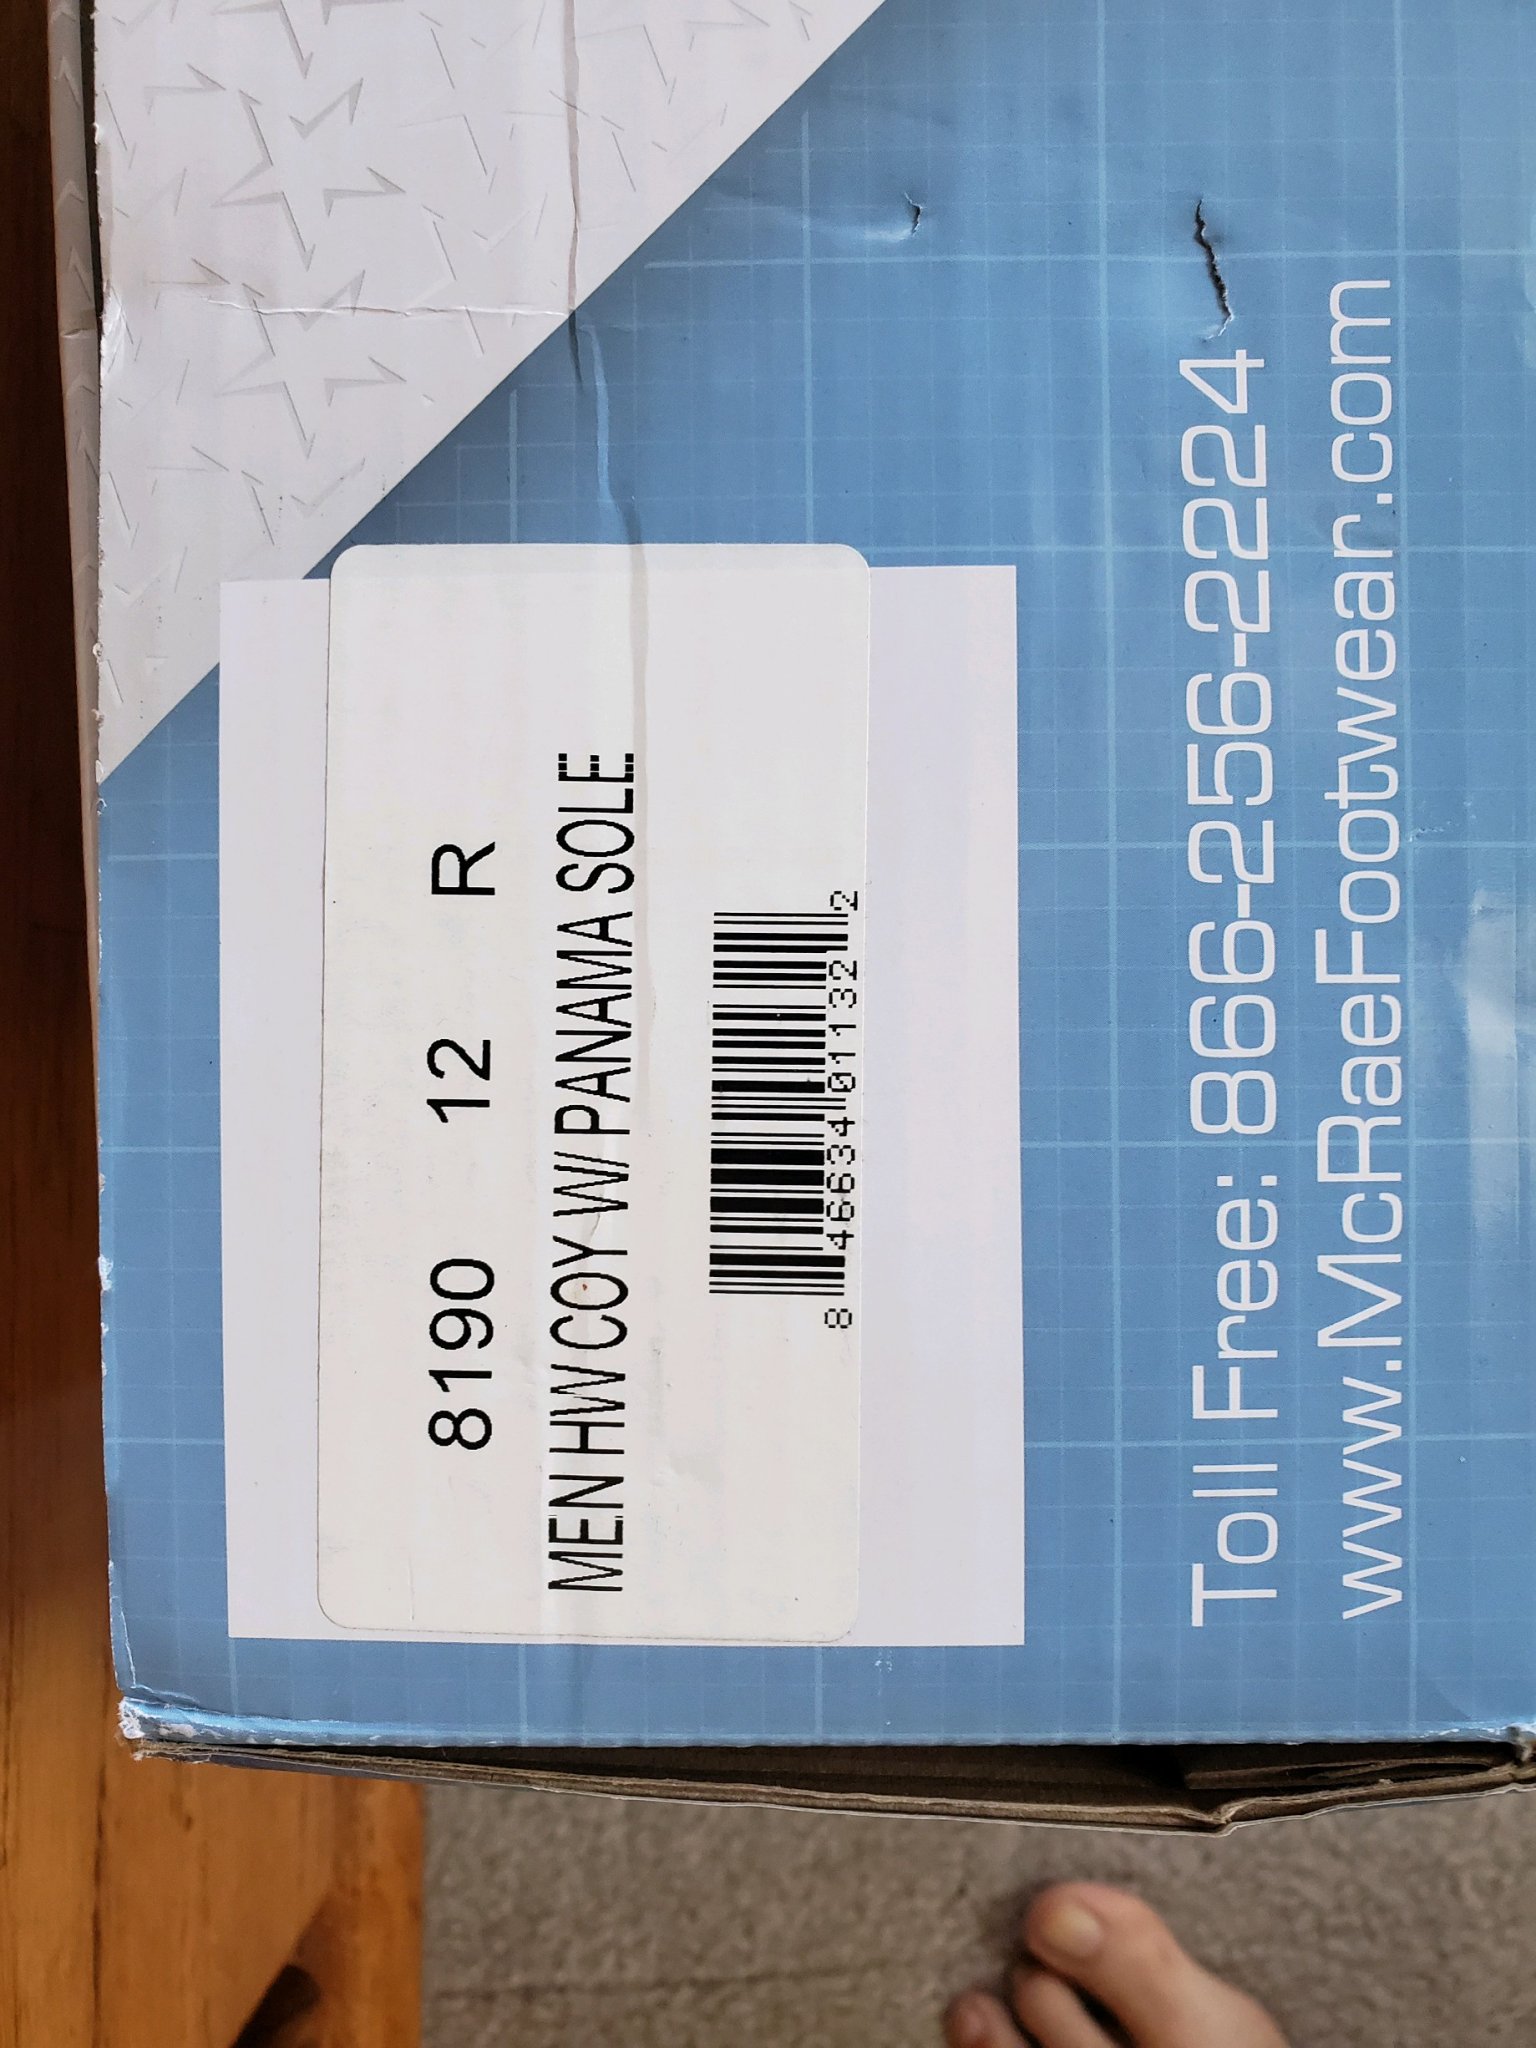 8190 12 R
MEN HW COY W/ PANAMA SOLE
8 46634 01132 2
Toll Free: 866-256-2224
www.McRaeFootwear.com